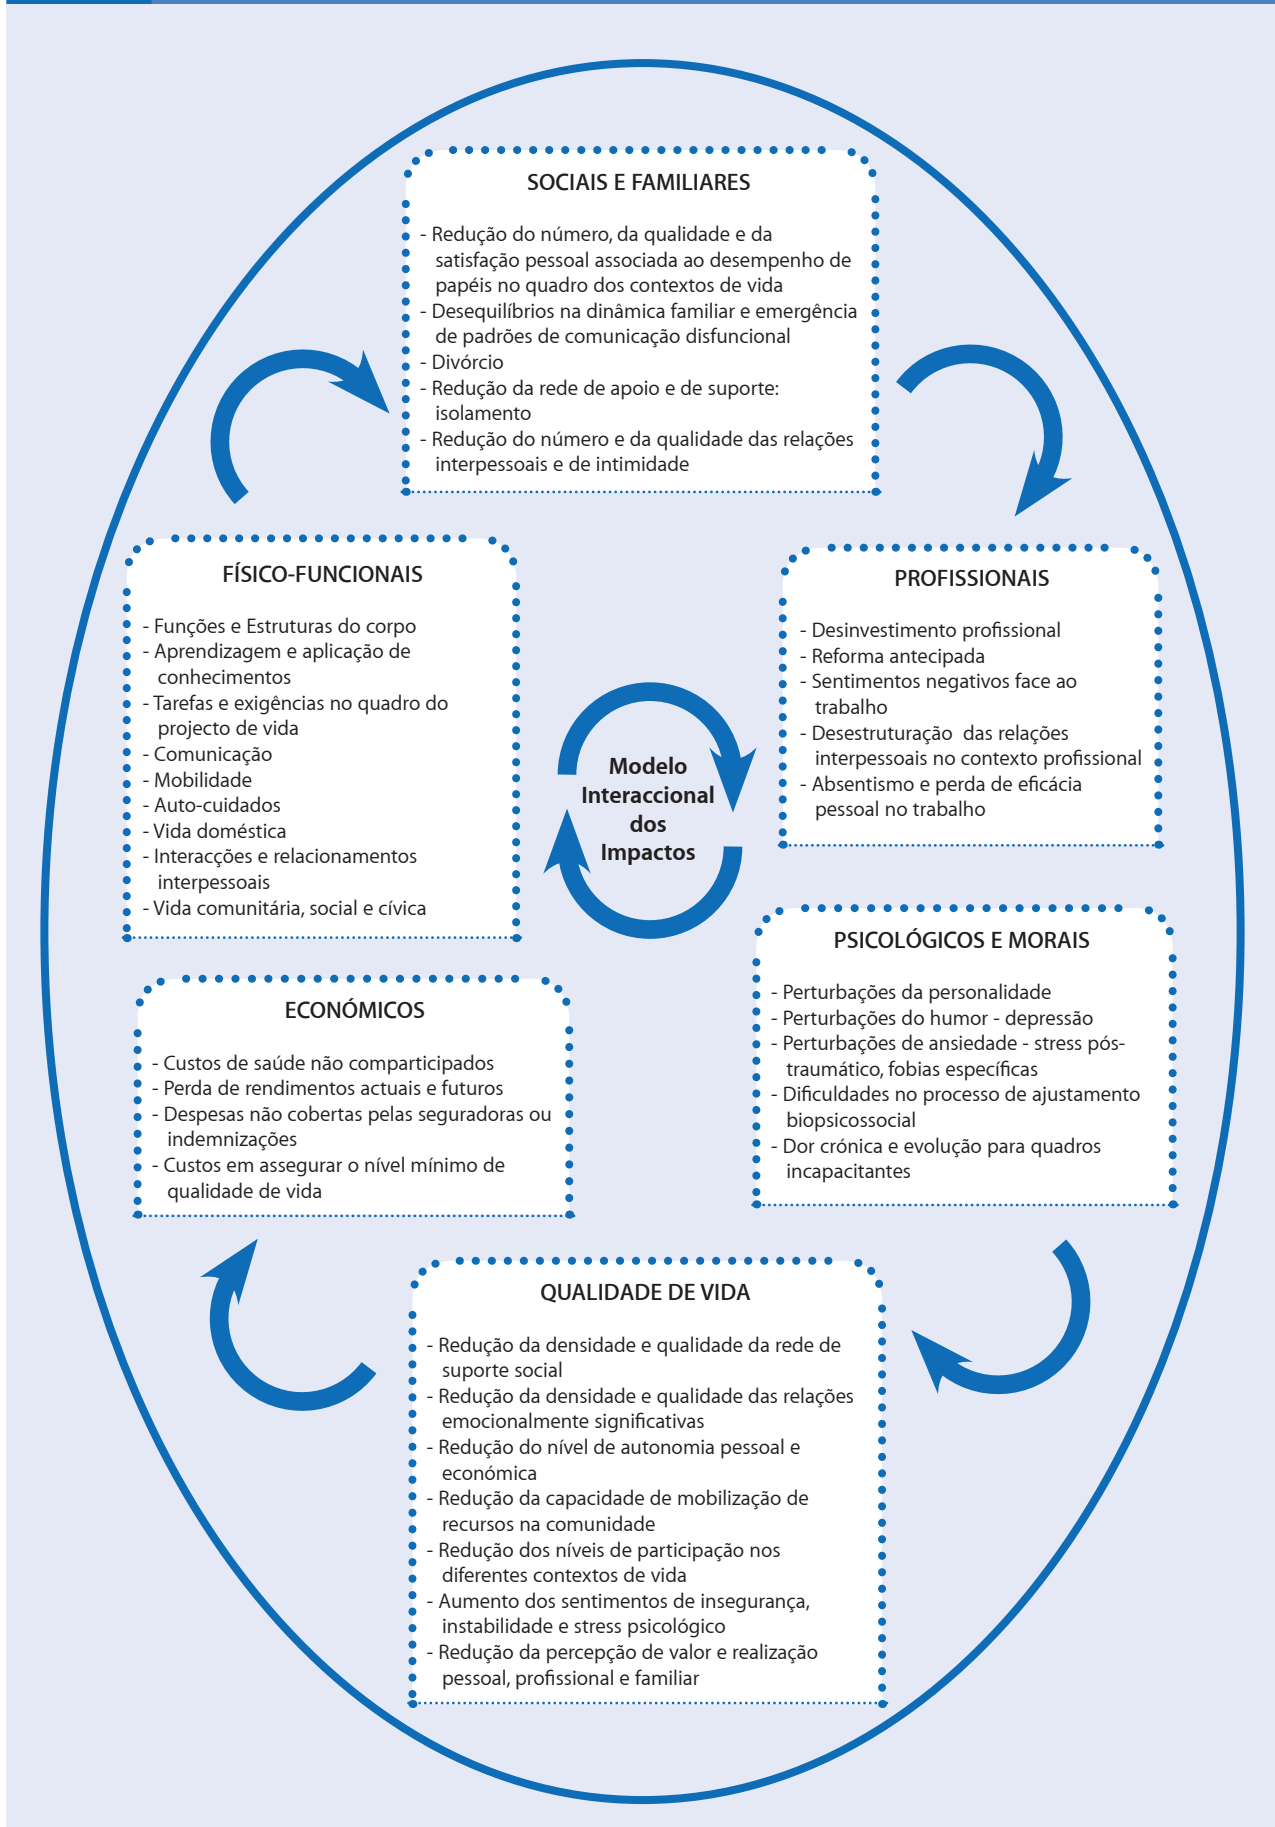 SOCIAIS E FAMILIARES
- Redução do número, da qualidade e da
satisfação pessoal associada ao desempenho de
papéis no quadro dos contextos de vida
- Desequilíbrios na dinâmica familiar e emergência
de padrões de comunicação disfuncional
- Divórcio
- Redução da rede de apoio e de suporte:
isolamento
- Redução do número e da qualidade das relações
interpessoais e de intimidade
FÍSICO-FUNCIONAIS
- Funções e Estruturas do corpo
- Aprendizagem e aplicação de
conhecimentos
- Tarefas e exigências no quadro do
projecto de vida
- Comunicação
- Mobilidade
- Auto-cuidados
- Vida doméstica
- Interacções e relacionamentos
interpessoais
- Vida comunitária, social e cívica
Modelo
Interaccional
dos
Impactos
PROFISSIONAIS
- Desinvestimento profissional
- Reforma antecipada
- Sentimentos negativos face ao
trabalho
- Desestruturação das relações
interpessoais no contexto profissional
- Absentismo e perda de eficácia
pessoal no trabalho
PSICOLÓGICOS E MORAIS
- Perturbações da personalidade
- Perturbações do humor - depressão
- Perturbações de ansiedade - stress pós-
traumático, fobias específicas
- Dificuldades no processo de ajustamento
biopsicossocial
- Dor crónica e evolução para quadros
incapacitantes
ECONÓMICOS
- Custos de saúde não comparticipados
- Perda de rendimentos actuais e futuros
- Despesas não cobertas pelas seguradoras ou
indemnizações
- Custos em assegurar o nível mínimo de
qualidade de vida
QUALIDADE DE VIDA
- Redução da densidade e qualidade da rede de
suporte social
- Redução da densidade e qualidade das relações
emocionalmente significativas
- Redução do nível de autonomia pessoal e
económica
- Redução da capacidade de mobilização de
recursos na comunidade
- Redução dos níveis de participação nos
diferentes contextos de vida
- Aumento dos sentimentos de insegurança,
instabilidade e stress psicológico
- Redução da percepção de valor e realização
pessoal, profissional e familiar